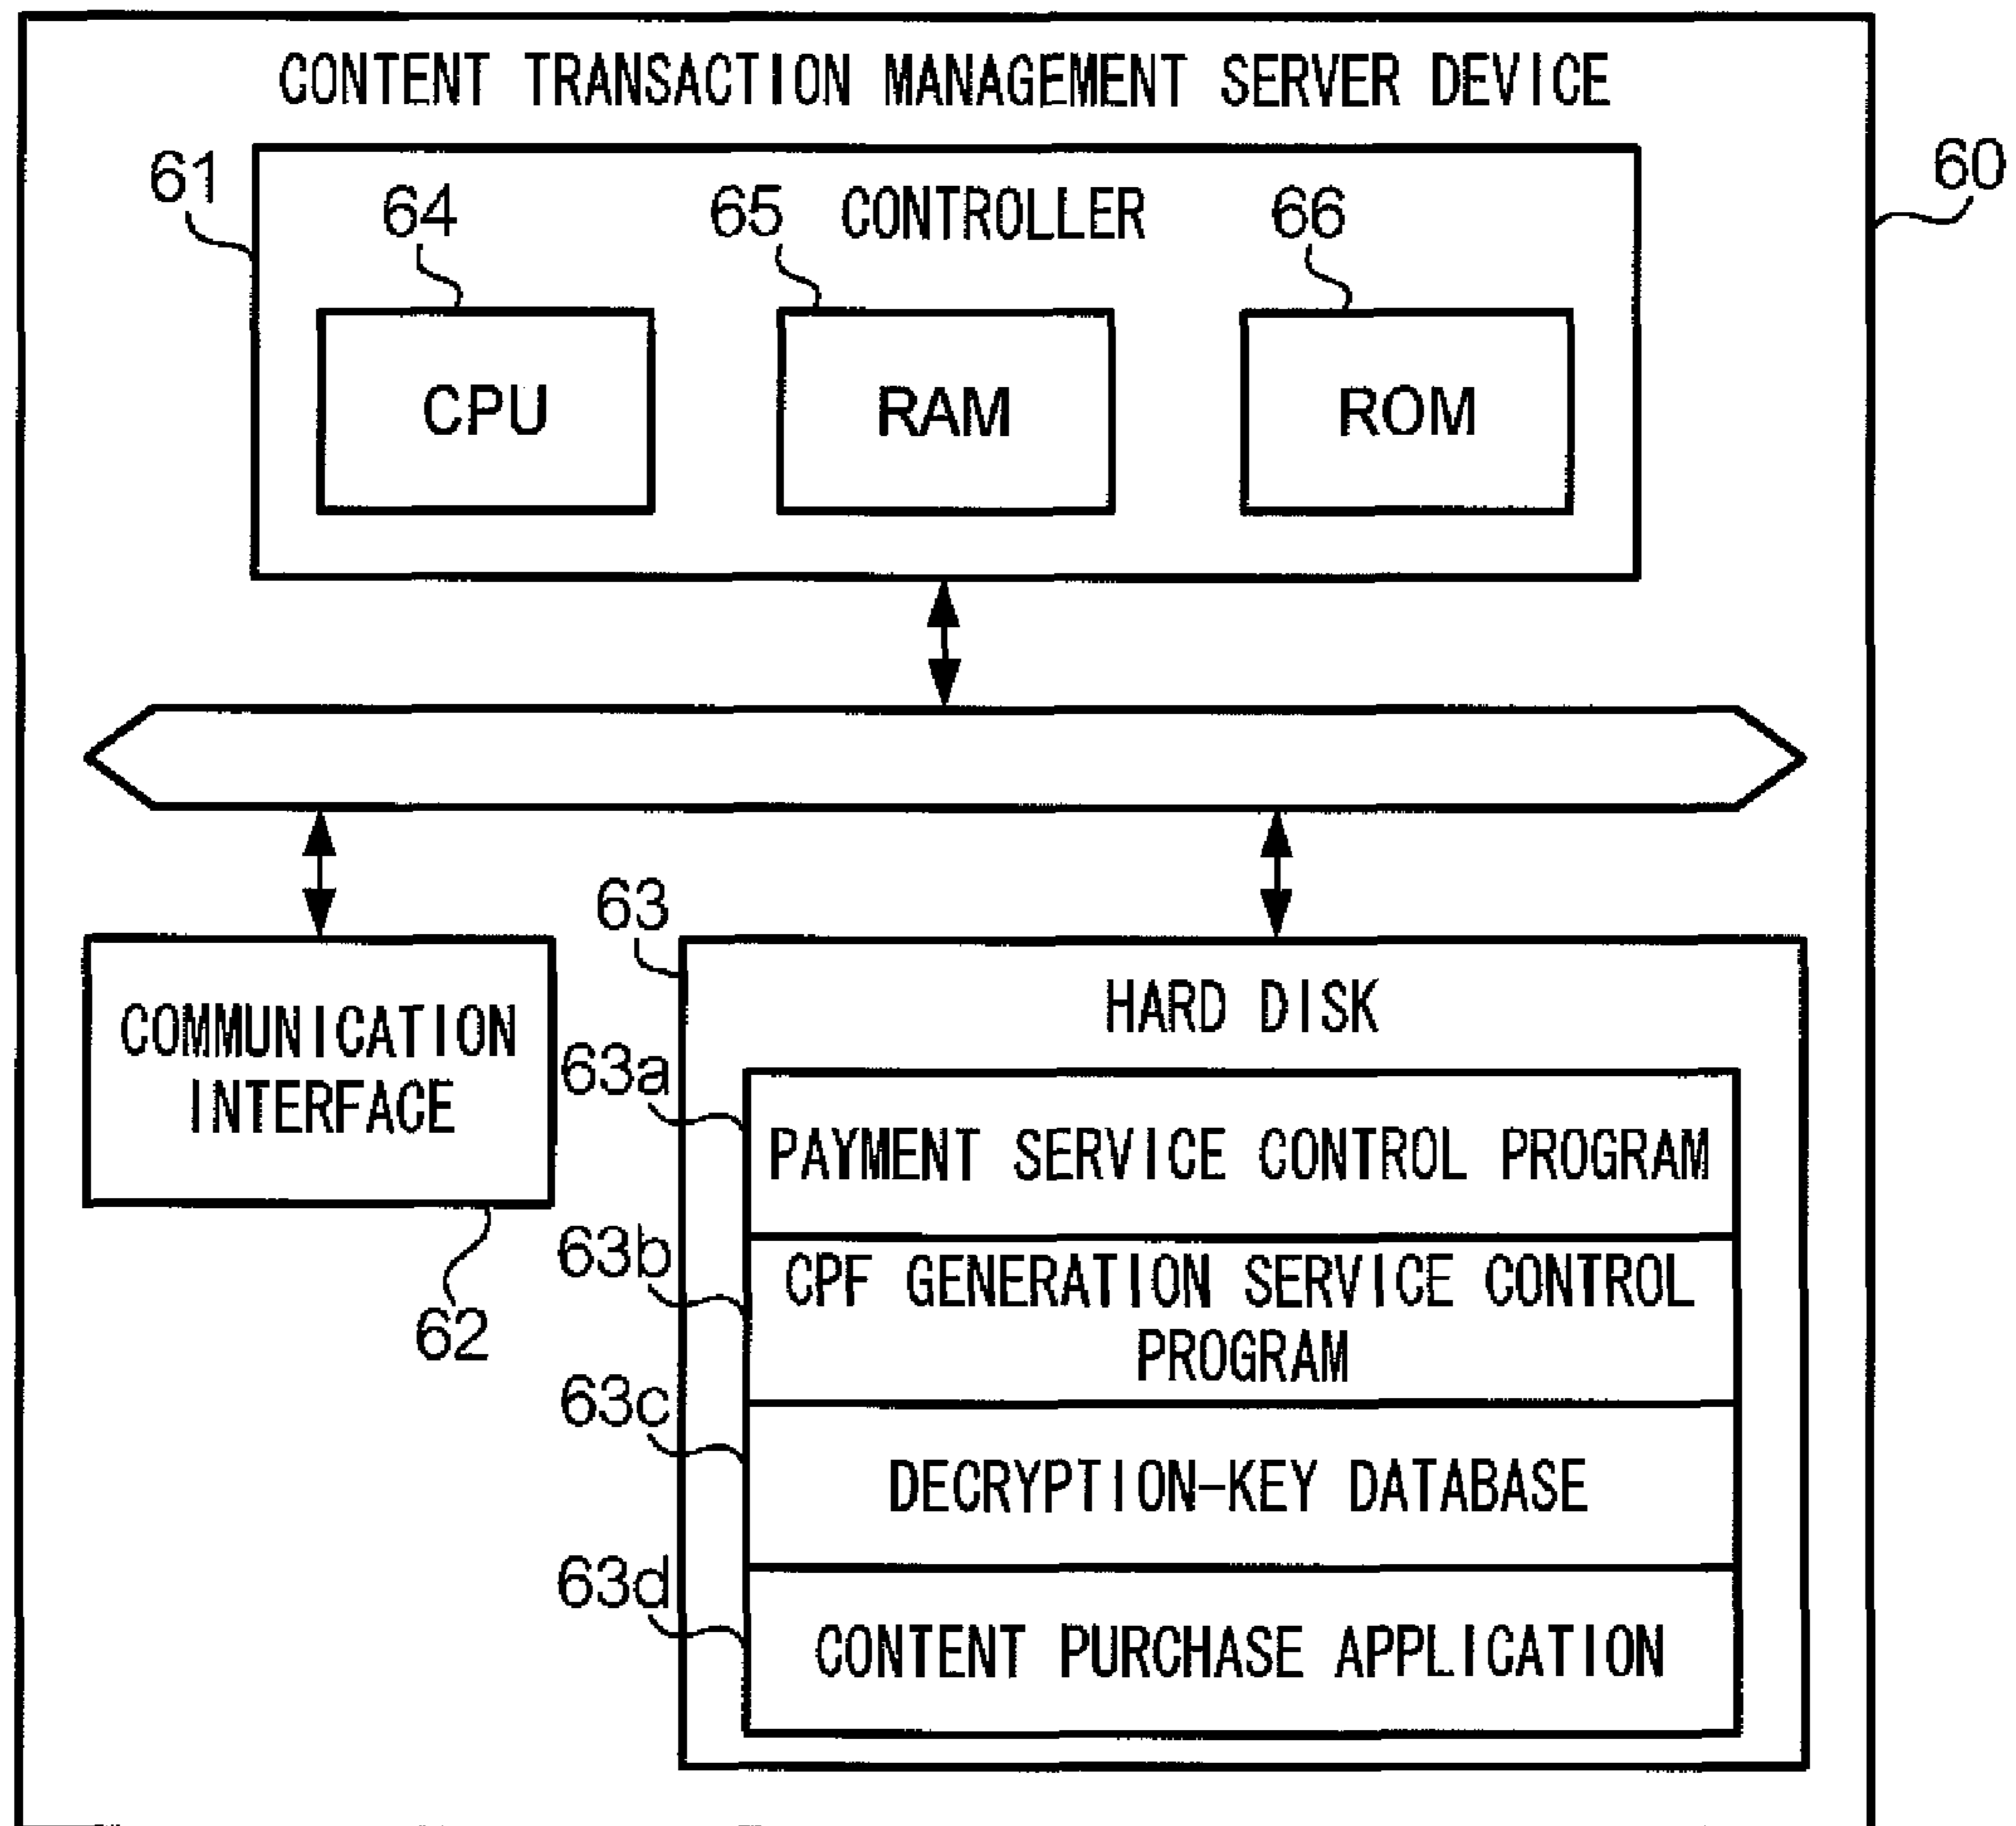 CONTENT TRANSACTION MANAGEMENT SERVER DEVICE
60
61
64
65
CONTROLLER
66
CPU
RAM
ROM
63
COMMUNICATION
INTERFACE
62
HARD DISK
63a
PAYMENT SERVICE CONTROL PROGRAM
63b
CPF GENERATION SERVICE CONTROL
PROGRAM
63c
DECRYPTION-KEY DATABASE
63d
CONTENT PURCHASE APPLICATION